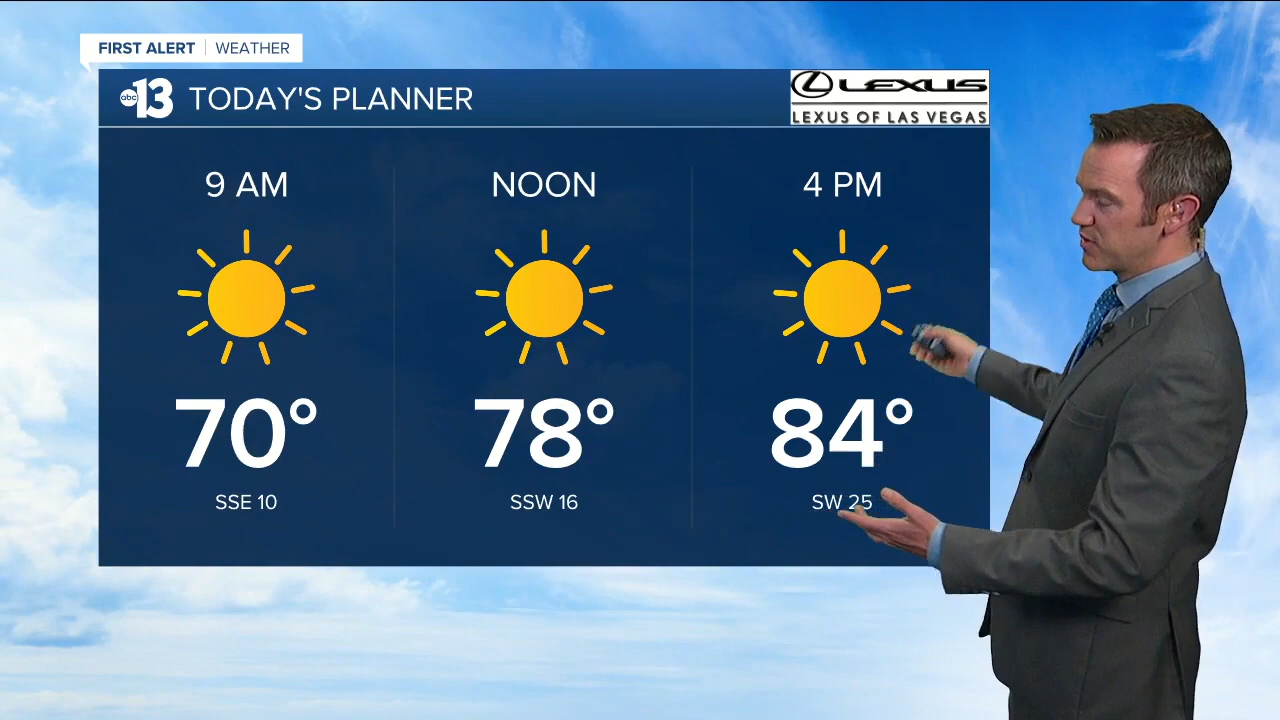 FIRST ALERT | WEATHER
abc 13 TODAY'S PLANNER
LEXUS
LEXUS OF LAS VEGAS
9 AM
NOON
4 PM
70°
78°
84°
SSE 10
SSW 16
SW 25